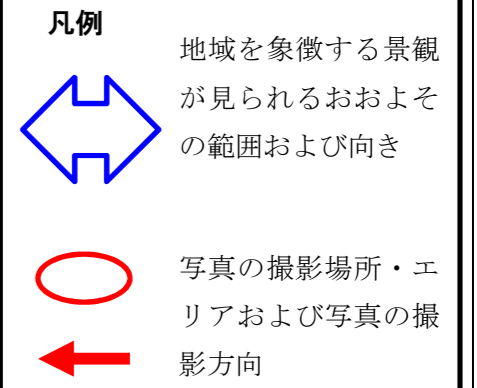 凡例
地域を象徴する景観
が見られるおおよそ
の範囲および向き
写真の撮影場所・エ
リアおよび写真の撮
影方向